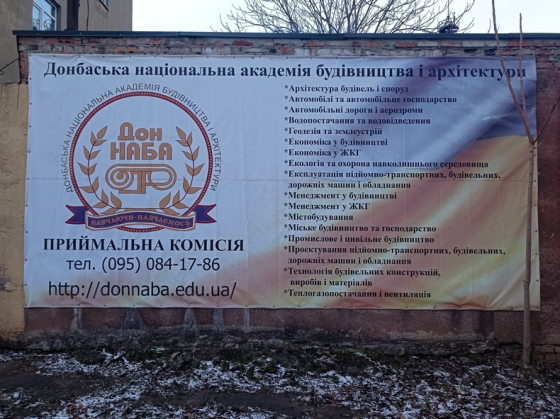 Донбаська національна академія будівництва і архітектури
ДОНБАСЬКА НАЦІОНАЛЬНА АКАДЕМІЯ БУДІВНИЦТВА І АРХІТЕКТУРИ
Дон
НАБА
НАВЧАЮЧИ-НАВЧАЄМОСЬ
ПРИЙМАЛЬНА КОМІСІЯ
тел. (095) 084-17-86
http://donnaba.edu.ua/
*Архітектура будівель і споруд
*Автомобілі та автомобільне господарство
*Автомобільні дороги і аеродроми
*Водопостачання та водовідведення
*Геодезія та землеустрій
*Економіка у будівництві
*Економіка у ЖКГ
*Екологія та охорона навколишнього середовища
*Експлуатація підйомно-транспортних, будівельних,
дорожніх машин і обладнання
*Менеджмент у будівництві
*Менеджмент у ЖКГ
*Містобудування
*Міське будівництво та господарство
*Промислове і цивільне будівництво
*Проектування підйомно-транспортних, будівельних,
дорожніх машин і обладнання
*Технологія будівельних конструкцій,
виробів і матеріалів
*Теплогазопостачання і вентиляція